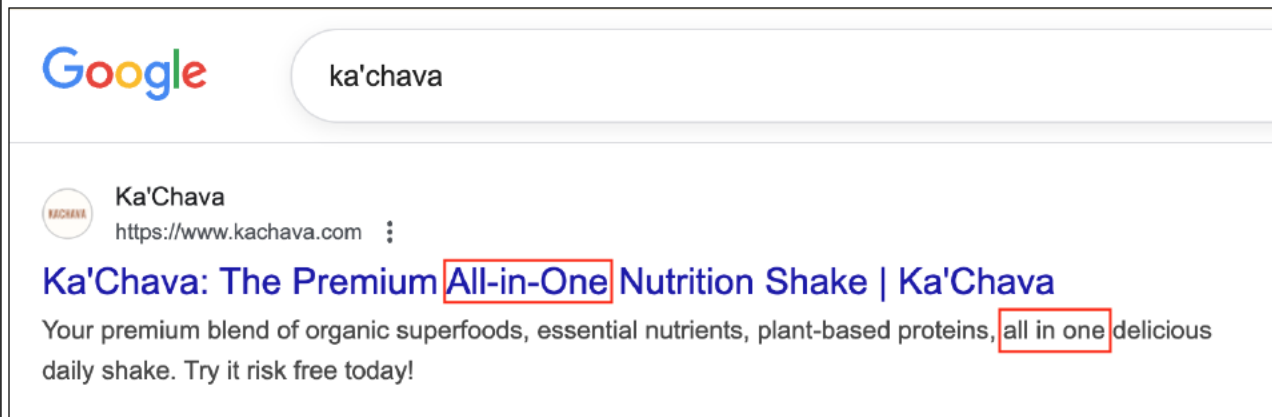 Google
ka'chava
Ka'Chava
KACHAVA
https://www.kachava.com
Ka'Chava: The Premium All-in-One Nutrition Shake | Ka'Chava
Your premium blend of organic superfoods, essential nutrients, plant-based proteins, all in one delicious
daily shake. Try it risk free today!